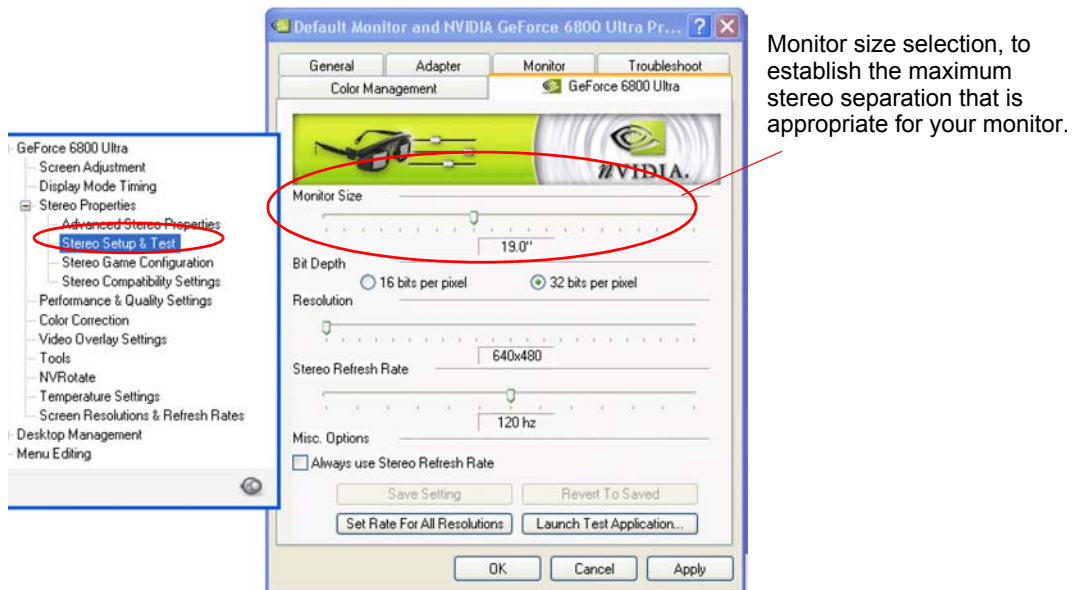 Default Monitor and NVIDIA GeForce 6800 Ultra Pr...
General Adapter Monitor Troubleshoot
Color Management GeForce 6800 Ultra
nVIDIA.
Monitor Size
19.0"
Bit Depth
16 bits per pixel 32 bits per pixel
Resolution
640x480
Stereo Refresh Rate
120 hz
Misc. Options
Always use Stereo Refresh Rate
Save Setting Revert To Saved
Set Rate For All Resolutions Launch Test Application...
OK Cancel Apply
GeForce 6800 Ultra
Screen Adjustment
Display Mode Timing
Stereo Properties
Advanced Stereo Properties
Stereo Setup & Test
Stereo Game Configuration
Stereo Compatibility Settings
Performance & Quality Settings
Color Correction
Video Overlay Settings
Tools
NVRotate
Temperature Settings
Screen Resolutions & Refresh Rates
Desktop Management
Menu Editing
Monitor size selection, to
establish the maximum
stereo separation that is
appropriate for your monitor.